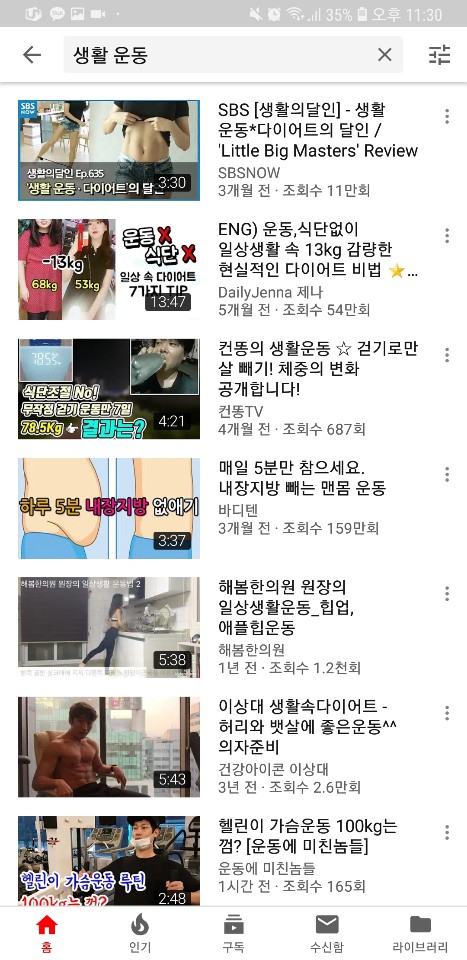 35% 오후 11:30
생활 운동
SBS NOW
생활의달인 Ep.635
'생활 운동·다이어트'의 달인
3:30
SBS [생활의달인] - 생활
운동*다이어트의 달인 /
'Little Big Masters' Review
SBSNOW
3개월 전 · 조회수 11만회
-13kg
68kg 53kg
운동 X
식단 X
일상 속 다이어트
7가지 TIP
13:47
ENG) 운동,식단없이
일상생활 속 13kg 감량한
현실적인 다이어트 비법 ⭐...
DailyJenna 제나
5개월 전 · 조회수 54만회
식단조절 No!
무작정 걷기 운동만 7일
78.5Kg 결과는?
4:21
컨똥의 생활운동 ☆ 걷기로만
살 빼기! 체중의 변화
공개합니다!
컨똥TV
4개월 전 · 조회수 687회
하루 5분 내장지방 없애기
3:37
매일 5분만 참으세요.
내장지방 빼는 맨몸 운동
바디텐
3개월 전 · 조회수 159만회
해봄한의원 원장의 일상생활 운동법 2
5:38
해봄한의원 원장의
일상생활운동_힙업,
애플힙운동
해봄한의원
1년 전 · 조회수 1.2천회
5:43
이상대 생활속다이어트 -
허리와 뱃살에 좋은운동^^
의자준비
건강아이콘 이상대
3년 전 · 조회수 2.6만회
헬린이 가슴운동 루틴
100kg는 껌?
2:48
헬린이 가슴운동 100kg는
껌? [운동에 미친놈들]
운동에 미친놈들
1시간 전 · 조회수 165회
홈 인기 구독 수신함 라이브러리